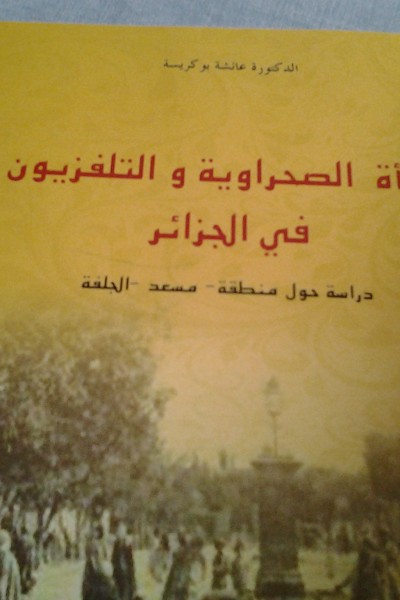 الدكتورة عائشة بوكريسة
أة الصحراوية و التلفزيون
في الجزائر
دراسة حول منطقة - مسعد - الجلفة